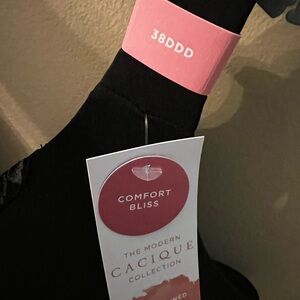 38DDD
COMFORT
BLISS
THE MODERN
CACIQUE
COLLECTION